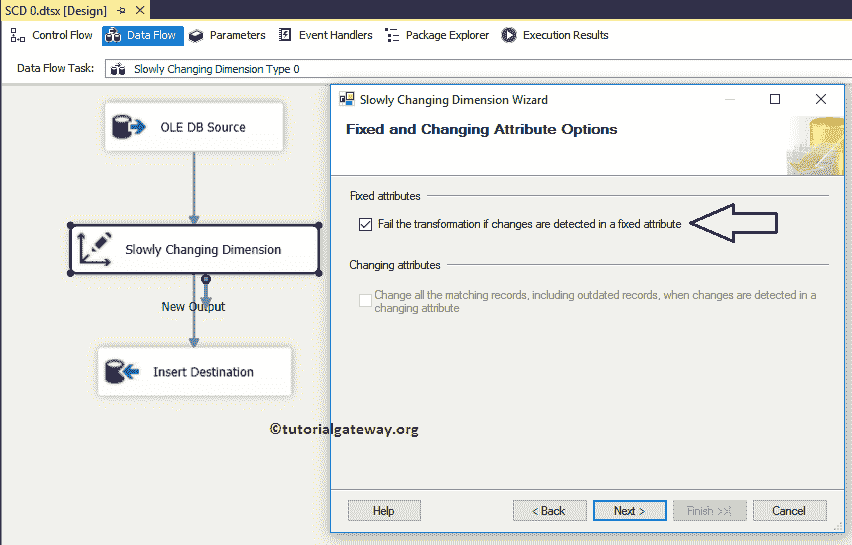 SCD 0.dtsx [Design]
Control Flow
Data Flow
Parameters
Event Handlers
Package Explorer
Execution Results
Data Flow Task:
Slowly Changing Dimension Type 0
OLE DB Source
Slowly Changing Dimension
New Output
Insert Destination
©tutorialgateway.org
Slowly Changing Dimension Wizard
Fixed and Changing Attribute Options
Fixed attributes
Fail the transformation if changes are detected in a fixed attribute
Changing attributes
Change all the matching records, including outdated records, when changes are detected in a
changing attribute
Help
< Back
Next >
Finish >>|
Cancel